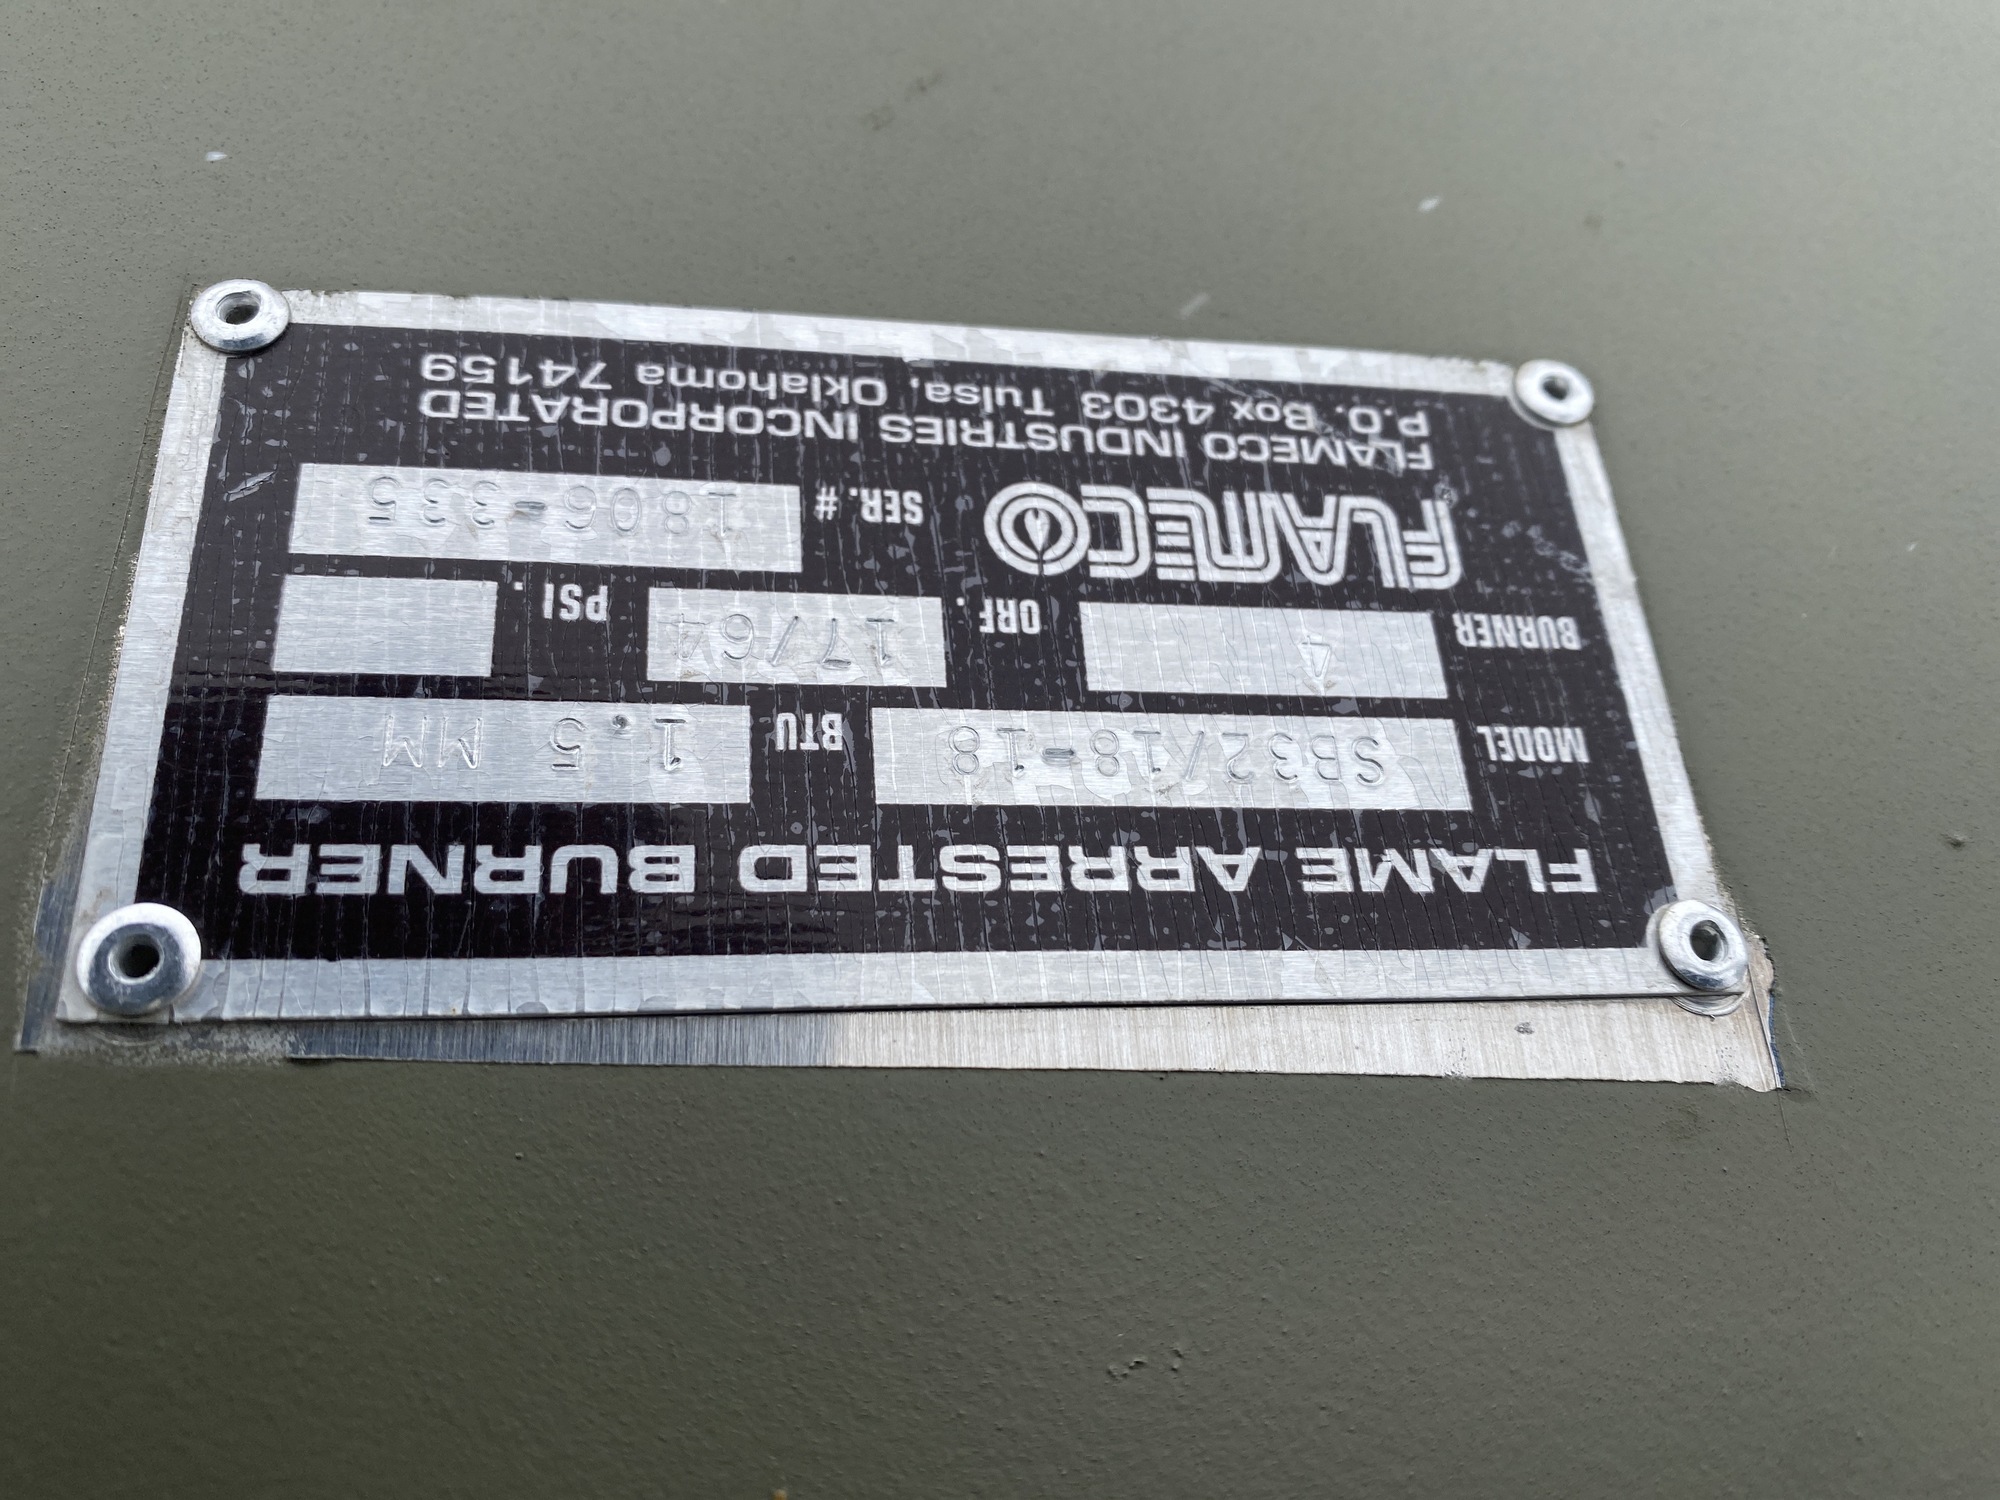 FLAME ARRESTED BURNER
MODEL SB32/18-18 BTU 1.5 MM
BURNER 4 ORF. 17/64 PSI.
FLAMECO SER. # 1806-335
FLAMECO INDUSTRIES INCORPORATED
P.O. Box 4303 Tulsa, Oklahoma 74159